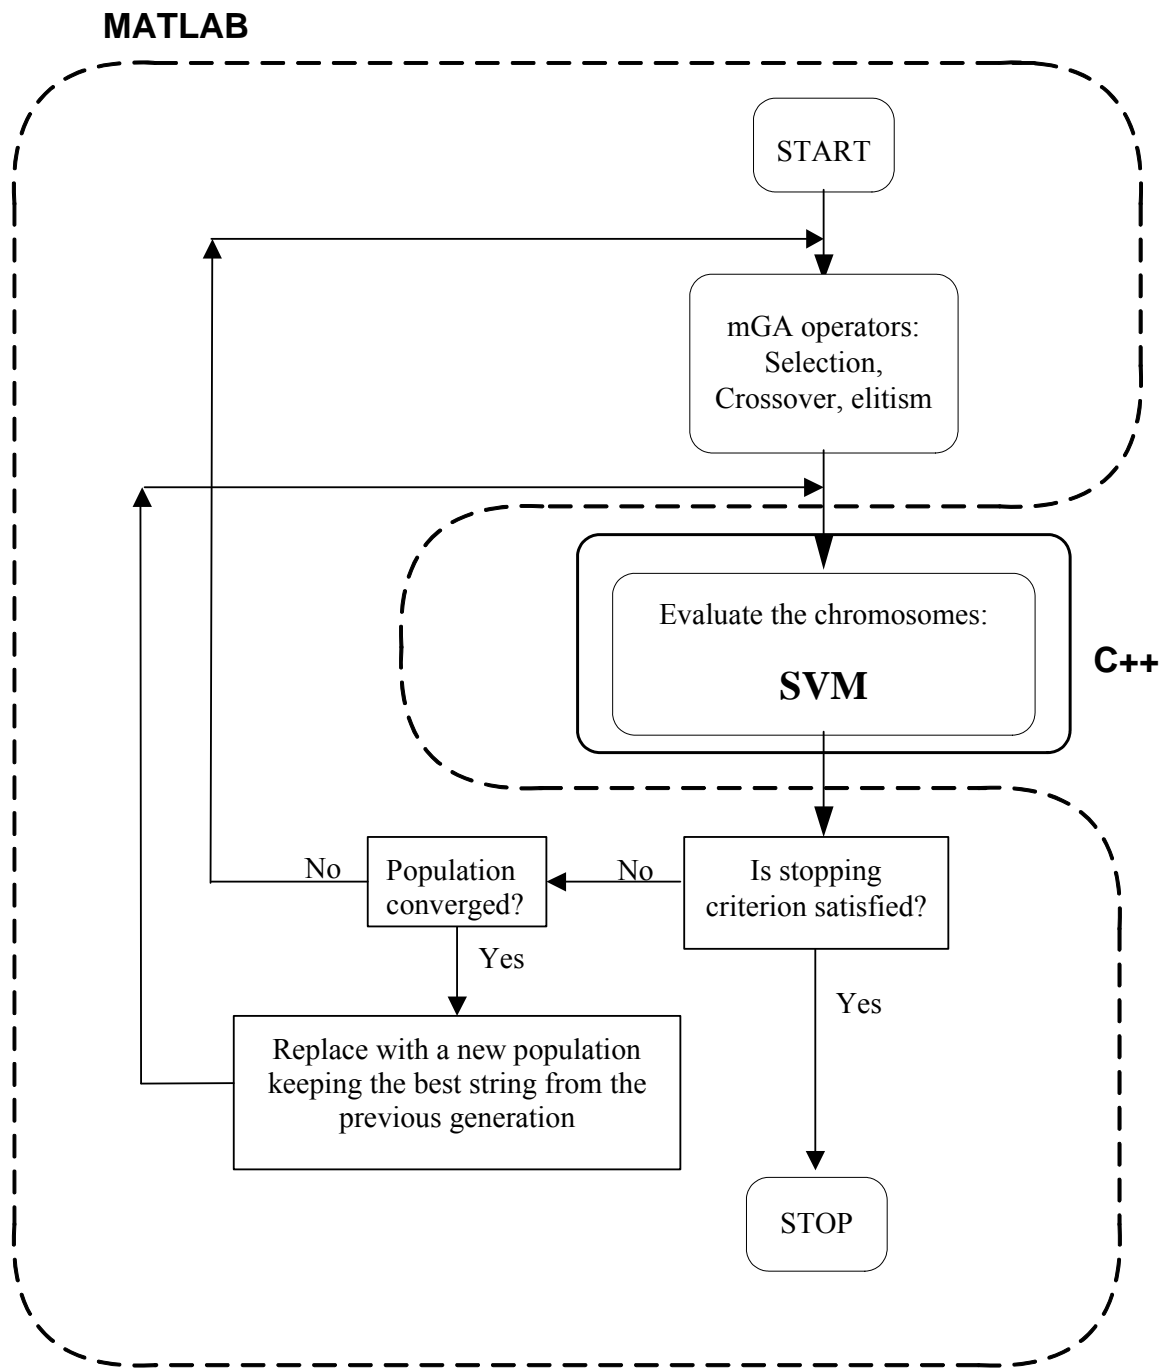 MATLAB
START
mGA operators:
Selection,
Crossover, elitism
Evaluate the chromosomes:
SVM
C++
No
Population
converged?
No
Is stopping
criterion satisfied?
Yes
Yes
Replace with a new population
keeping the best string from the
previous generation
STOP